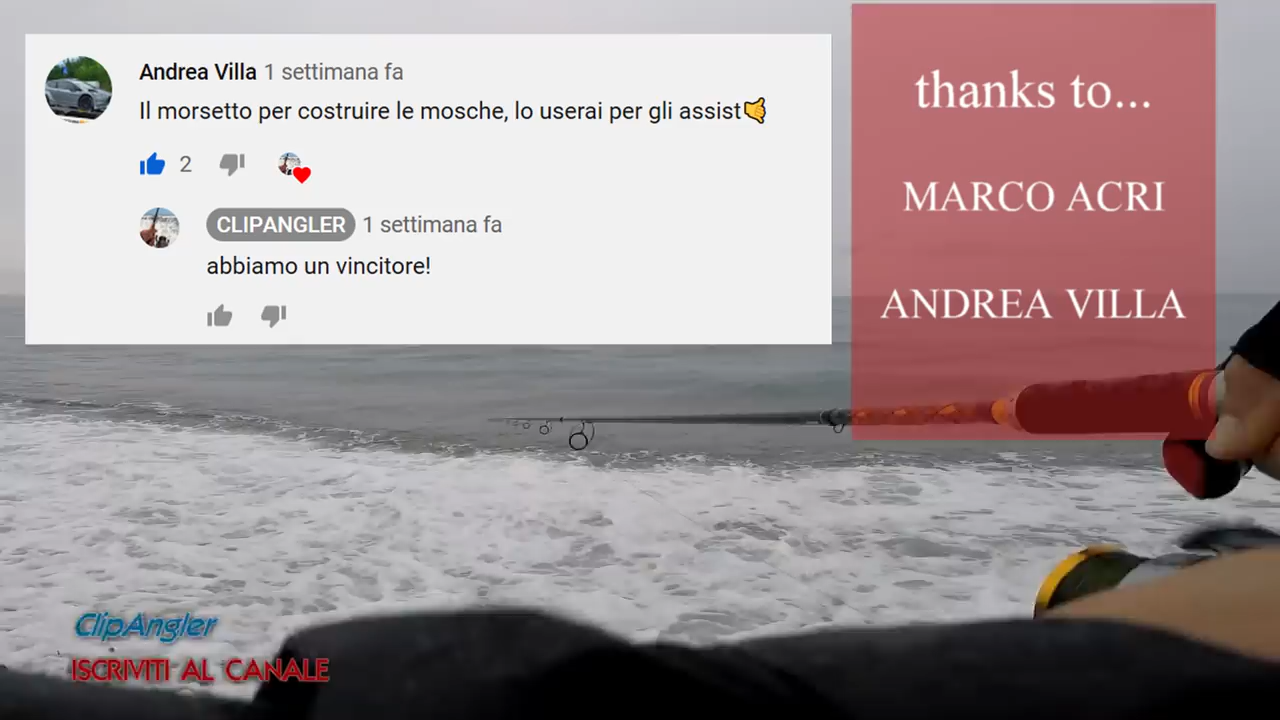 Andrea Villa 1 settimana fa
Il morsetto per costruire le mosche, lo userai per gli assist🤙
2
CLIPANGLER 1 settimana fa
abbiamo un vincitore!
thanks to...
MARCO ACRI
ANDREA VILLA
ClipAngler
ISCRIVITI AL CANALE